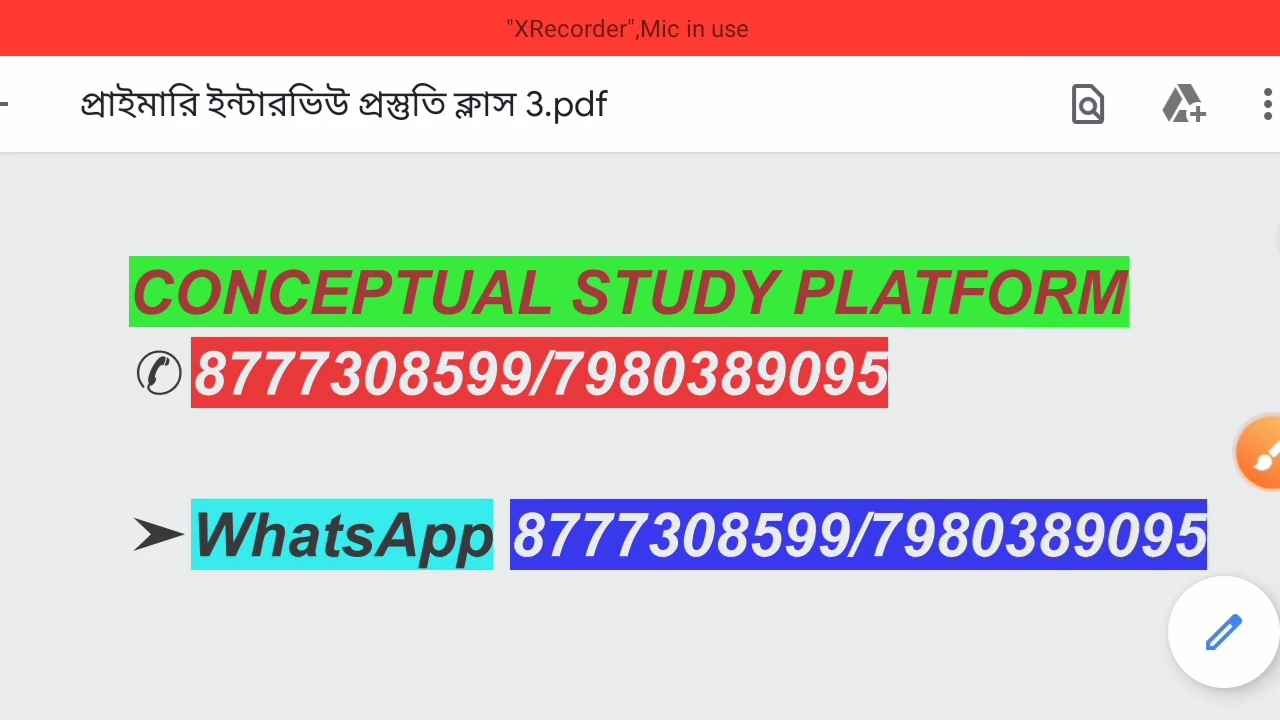 "XRecorder",Mic in use
প্রাইমারি ইন্টারভিউ প্রস্তুতি ক্লাস 3.pdf
CONCEPTUAL STUDY PLATFORM
✆8777308599/7980389095
➤WhatsApp 8777308599/7980389095